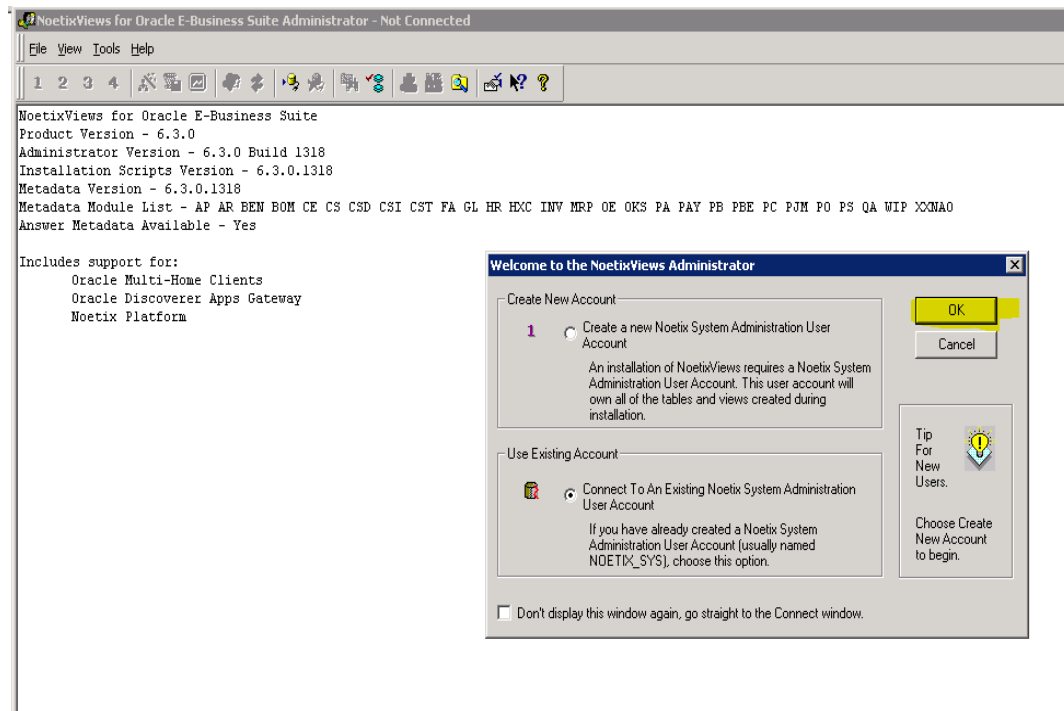 NoetixViews for Oracle E-Business Suite Administrator - Not Connected
File View Tools Help
1 2 3 4
NoetixViews for Oracle E-Business Suite
Product Version - 6.3.0
Administrator Version - 6.3.0 Build 1318
Installation Scripts Version - 6.3.0.1318
Metadata Version - 6.3.0.1318
Metadata Module List - AP AR BEN BOM CE CS CSD CSI CST FA GL HR HXC INV MRP OE OKS PA PAY PB PBE PC PJM PO PS QA WIP XXNAO
Answer Metadata Available - Yes
Includes support for:
Oracle Multi-Home Clients
Oracle Discoverer Apps Gateway
Noetix Platform
Welcome to the NoetixViews Administrator
Create New Account
1
Create a new Noetix System Administration User
Account
An installation of NoetixViews requires a Noetix System
Administration User Account. This user account will
own all of the tables and views created during
installation.
Use Existing Account
Connect To An Existing Noetix System Administration
User Account
If you have already created a Noetix System
Administration User Account (usually named
NOETIX_SYS), choose this option.
Don't display this window again, go straight to the Connect window.
OK
Cancel
Tip
For
New
Users.
Choose Create
New Account
to begin.